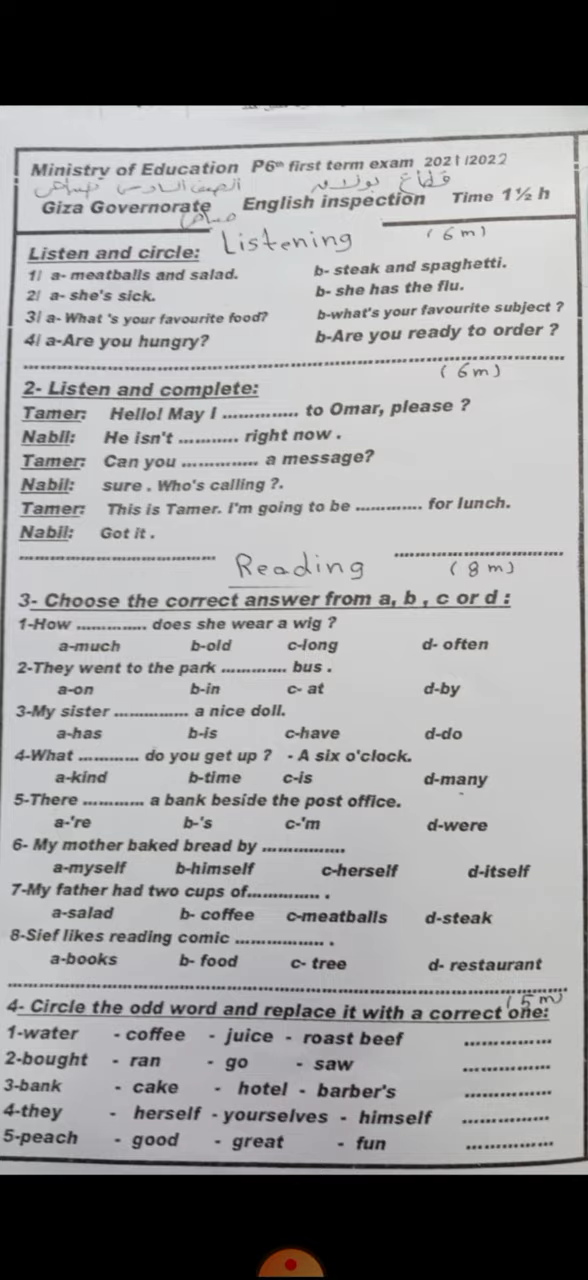 Ministry of Education P6th first term exam 2021/2022
الصف السادس
Giza Governorate English inspection Time 1½ h
Listening (6 m)
Listen and circle:
1/ a- meatballs and salad. b- steak and spaghetti.
2/ a- she's sick. b- she has the flu.
3/ a- What 's your favourite food? b-what's your favourite subject ?
4/ a-Are you hungry? b-Are you ready to order ?
(6 m)
2- Listen and complete:
Tamer: Hello! May I .............. to Omar, please ?
Nabil: He isn't ........... right now .
Tamer: Can you .............. a message?
Nabil: sure . Who's calling ?.
Tamer: This is Tamer. I'm going to be ............. for lunch.
Nabil: Got it .
Reading (8 m)
3- Choose the correct answer from a, b , c or d :
1-How .............. does she wear a wig ?
a-much b-old c-long d- often
2-They went to the park ............. bus .
a-on b-in c- at d-by
3-My sister ............... a nice doll.
a-has b-is c-have d-do
4-What ............ do you get up ? - A six o'clock.
a-kind b-time c-is d-many
5-There ............ a bank beside the post office.
a-'re b-'s c-'m d-were
6- My mother baked bread by ................
a-myself b-himself c-herself d-itself
7-My father had two cups of.............. .
a-salad b- coffee c-meatballs d-steak
8-Sief likes reading comic .................. .
a-books b- food c- tree d- restaurant
(5 m)
4- Circle the odd word and replace it with a correct one:
1-water - coffee - juice - roast beef ...............
2-bought - ran - go - saw ...............
3-bank - cake - hotel - barber's ...............
4-they - herself - yourselves - himself ...............
5-peach - good - great - fun ...............